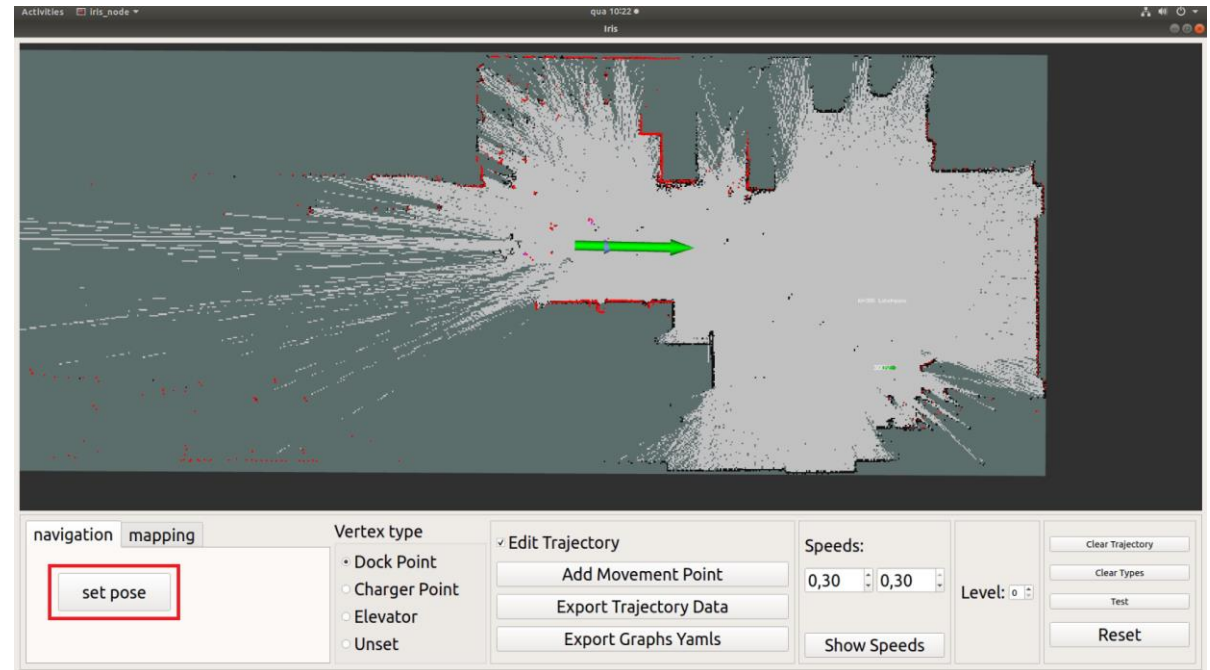 Activities iris_node
qua 10:22
Iris
navigation mapping
set pose
Vertex type
Dock Point
Charger Point
Elevator
Unset
Edit Trajectory
Add Movement Point
Export Trajectory Data
Export Graphs Yamls
Speeds:
0,30 0,30
Show Speeds
Level: 0
Clear Trajectory
Clear Types
Test
Reset